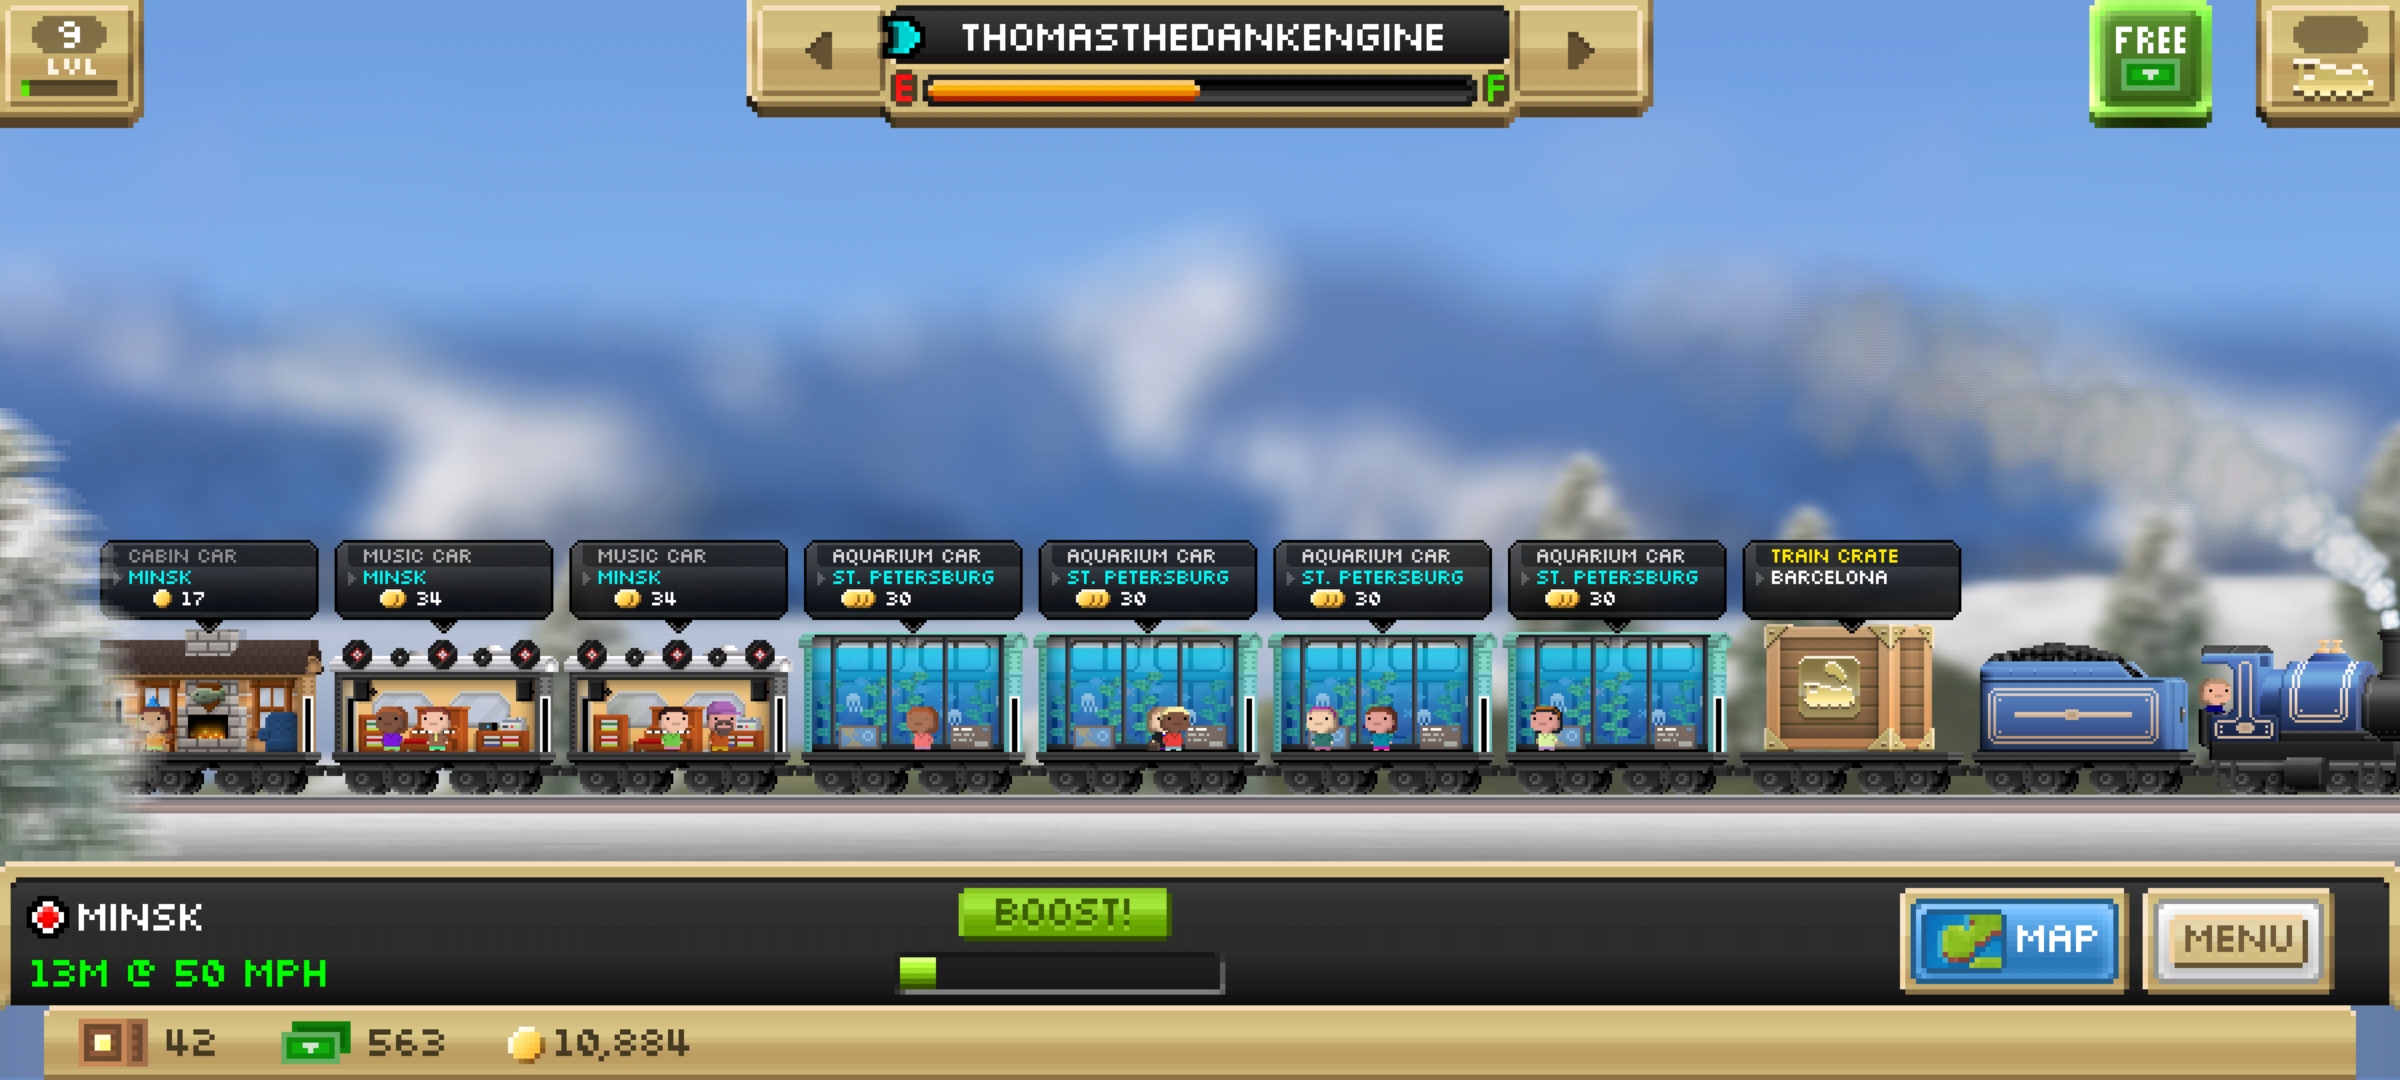 9
LVL
THOMASTHEDANKENGINE
E F
FREE
CABIN CAR
MINSK
17
MUSIC CAR
MINSK
34
MUSIC CAR
MINSK
34
AQUARIUM CAR
ST. PETERSBURG
30
AQUARIUM CAR
ST. PETERSBURG
30
AQUARIUM CAR
ST. PETERSBURG
30
AQUARIUM CAR
ST. PETERSBURG
30
TRAIN CRATE
BARCELONA
MINSK
13M @ 50 MPH
BOOST!
MAP
MENU
42 563 10,884